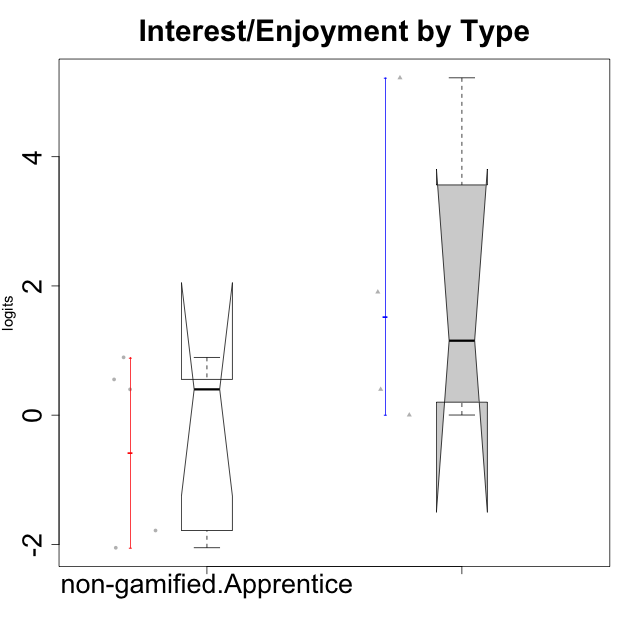 Interest/Enjoyment by Type
4
2
0
-2
logits
non-gamified.Apprentice